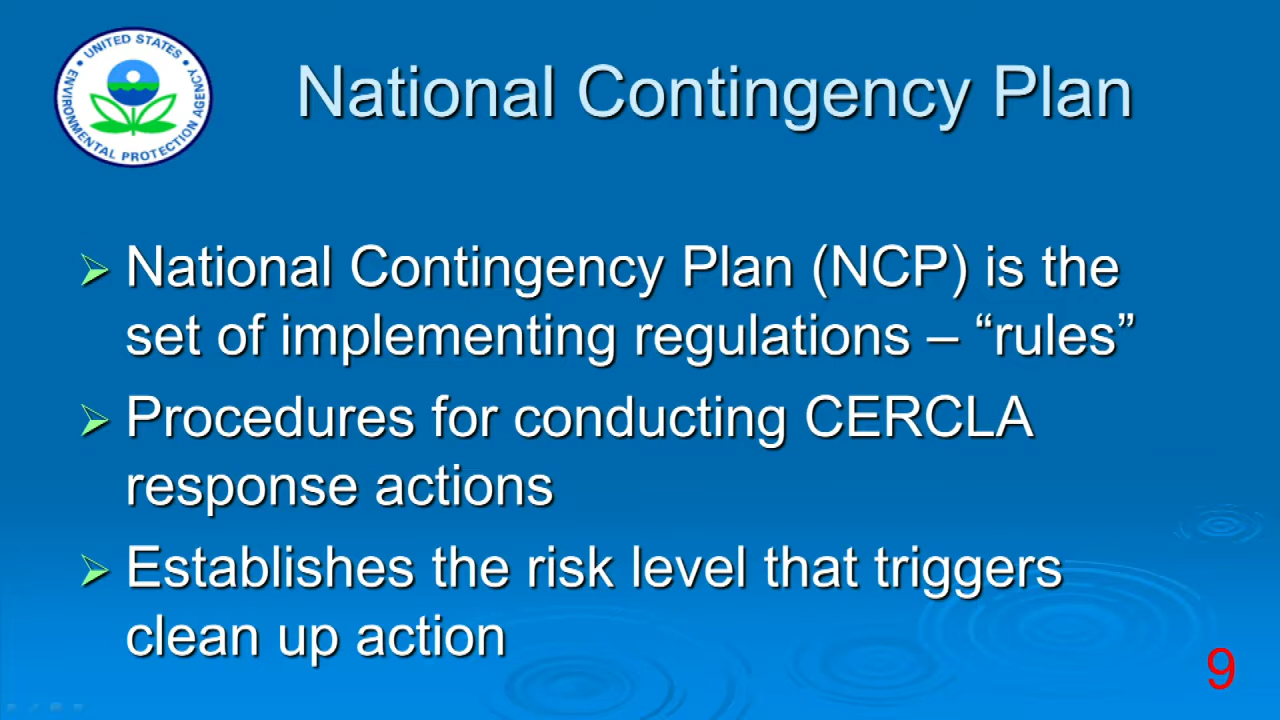 UNITED STATES
ENVIRONMENTAL PROTECTION AGENCY
National Contingency Plan
➢ National Contingency Plan (NCP) is the
set of implementing regulations – “rules”
➢ Procedures for conducting CERCLA
response actions
➢ Establishes the risk level that triggers
clean up action
9